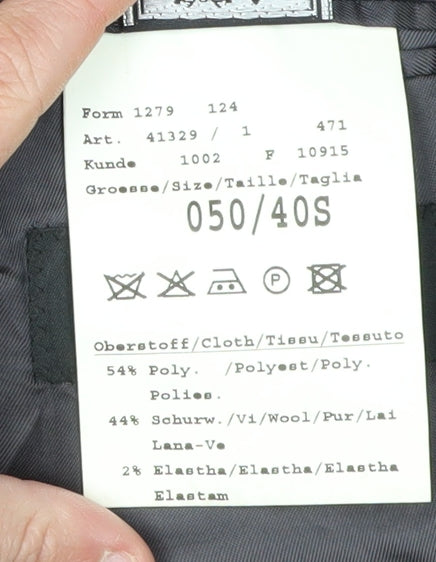 Form 1279 124
Art. 41329 / 1 471
Kunde 1002 F 10915
Groesse/Size/Taille/Taglia
050/40S
P
Oberstoff/Cloth/Tissu/Tessuto
54% Poly. /Polyest/Poly.
Polies.
44% Schurw./Vi/Wool/Pur/Lai
Lana-Ve
2% Elastha/Elastha/Elastha
Elastam